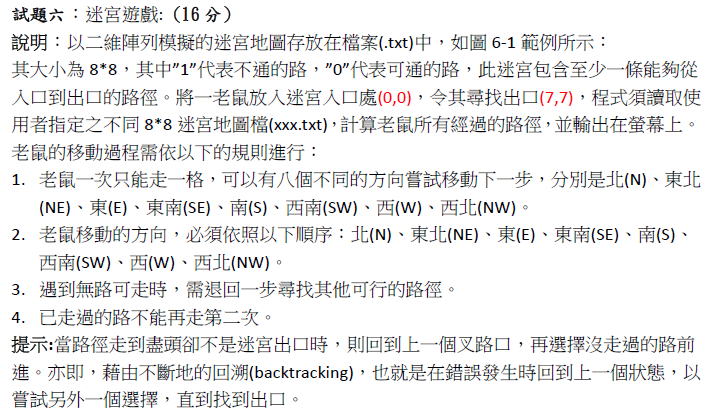 試題六：迷宮遊戲:（16 分）
說明：以二維陣列模擬的迷宮地圖存放在檔案(.txt)中，如圖 6-1 範例所示：
其大小為 8*8，其中”1”代表不通的路，”0”代表可通的路，此迷宮包含至少一條能夠從
入口到出口的路徑。將一老鼠放入迷宮入口處(0,0)，令其尋找出口(7,7)，程式須讀取使
用者指定之不同 8*8 迷宮地圖檔(xxx.txt)，計算老鼠所有經過的路徑，並輸出在螢幕上。
老鼠的移動過程需依以下的規則進行：
1. 老鼠一次只能走一格，可以有八個不同的方向嘗試移動下一步，分別是北(N)、東北
(NE)、東(E)、東南(SE)、南(S)、西南(SW)、西(W)、西北(NW)。
2. 老鼠移動的方向，必須依照以下順序：北(N)、東北(NE)、東(E)、東南(SE)、南(S)、
西南(SW)、西(W)、西北(NW)。
3. 遇到無路可走時，需退回一步尋找其他可行的路徑。
4. 已走過的路不能再走第二次。
提示:當路徑走到盡頭卻不是迷宮出口時，則回到上一個叉路口，再選擇沒走過的路前
進。亦即，藉由不斷地的回溯(backtracking)，也就是在錯誤發生時回到上一個狀態，以
嘗試另外一個選擇，直到找到出口。